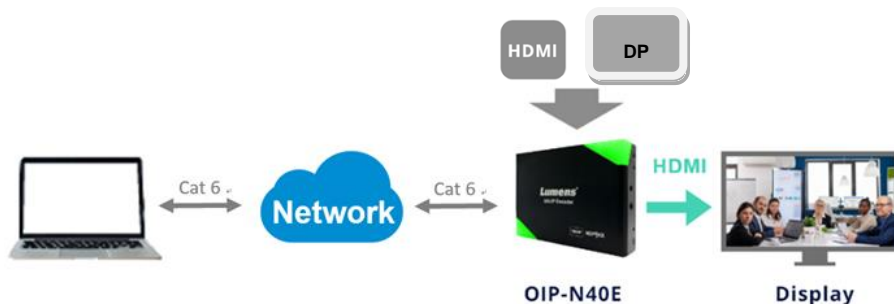 HDMI
DP
HDMI
Cat 6
Cat 6
Lumens
Network
OIP-N40E
Display